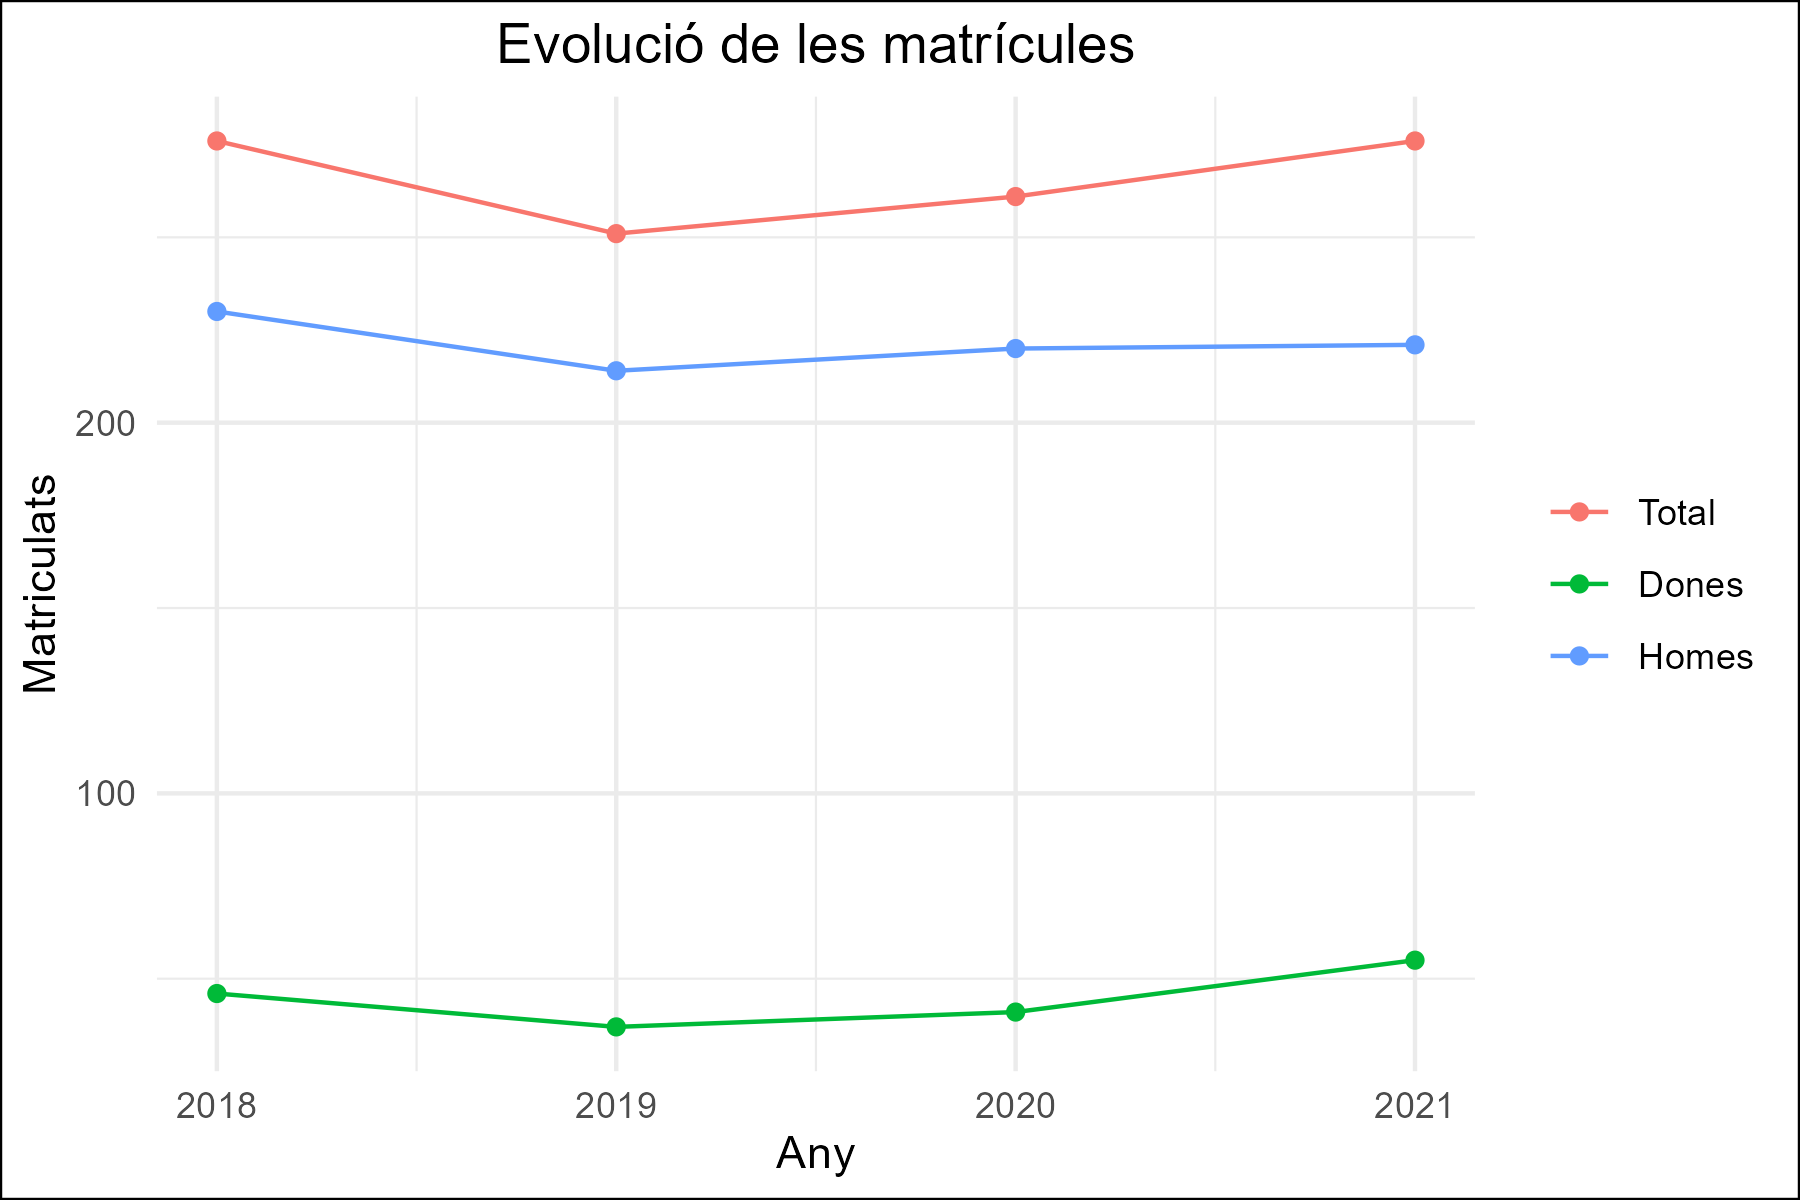 Evolució de les matrícules
200
100
Matriculats
2018
2019
2020
2021
Any
Total
Dones
Homes